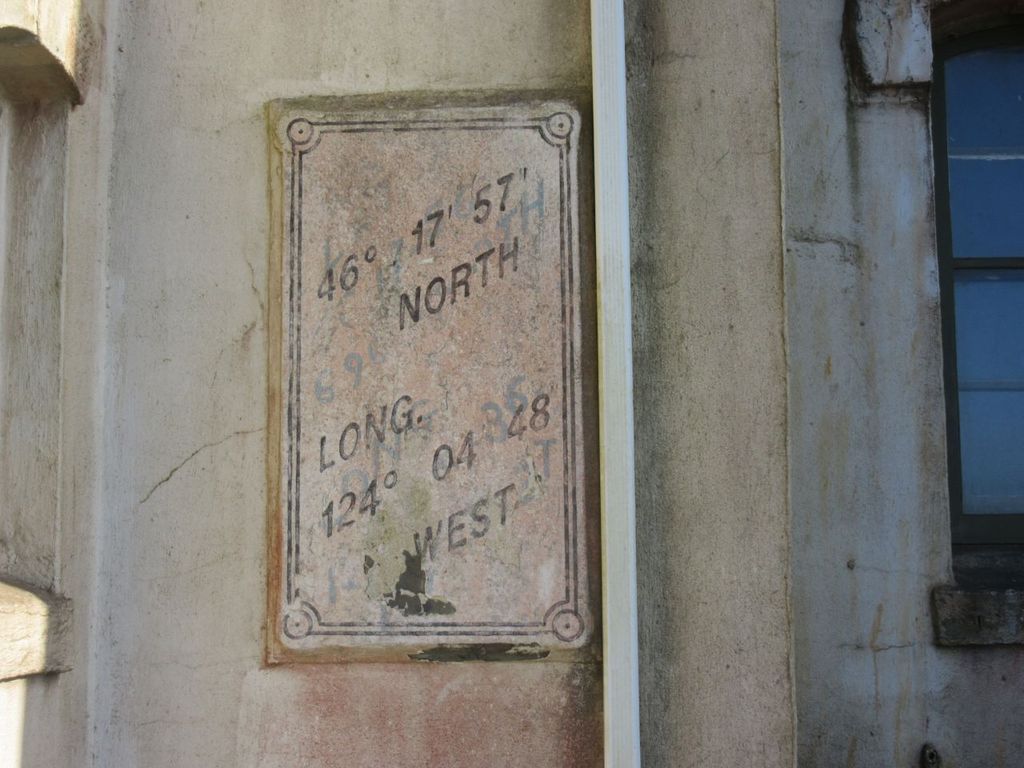 46° 17' 57"
NORTH
LONG.
124° 04 48
WEST